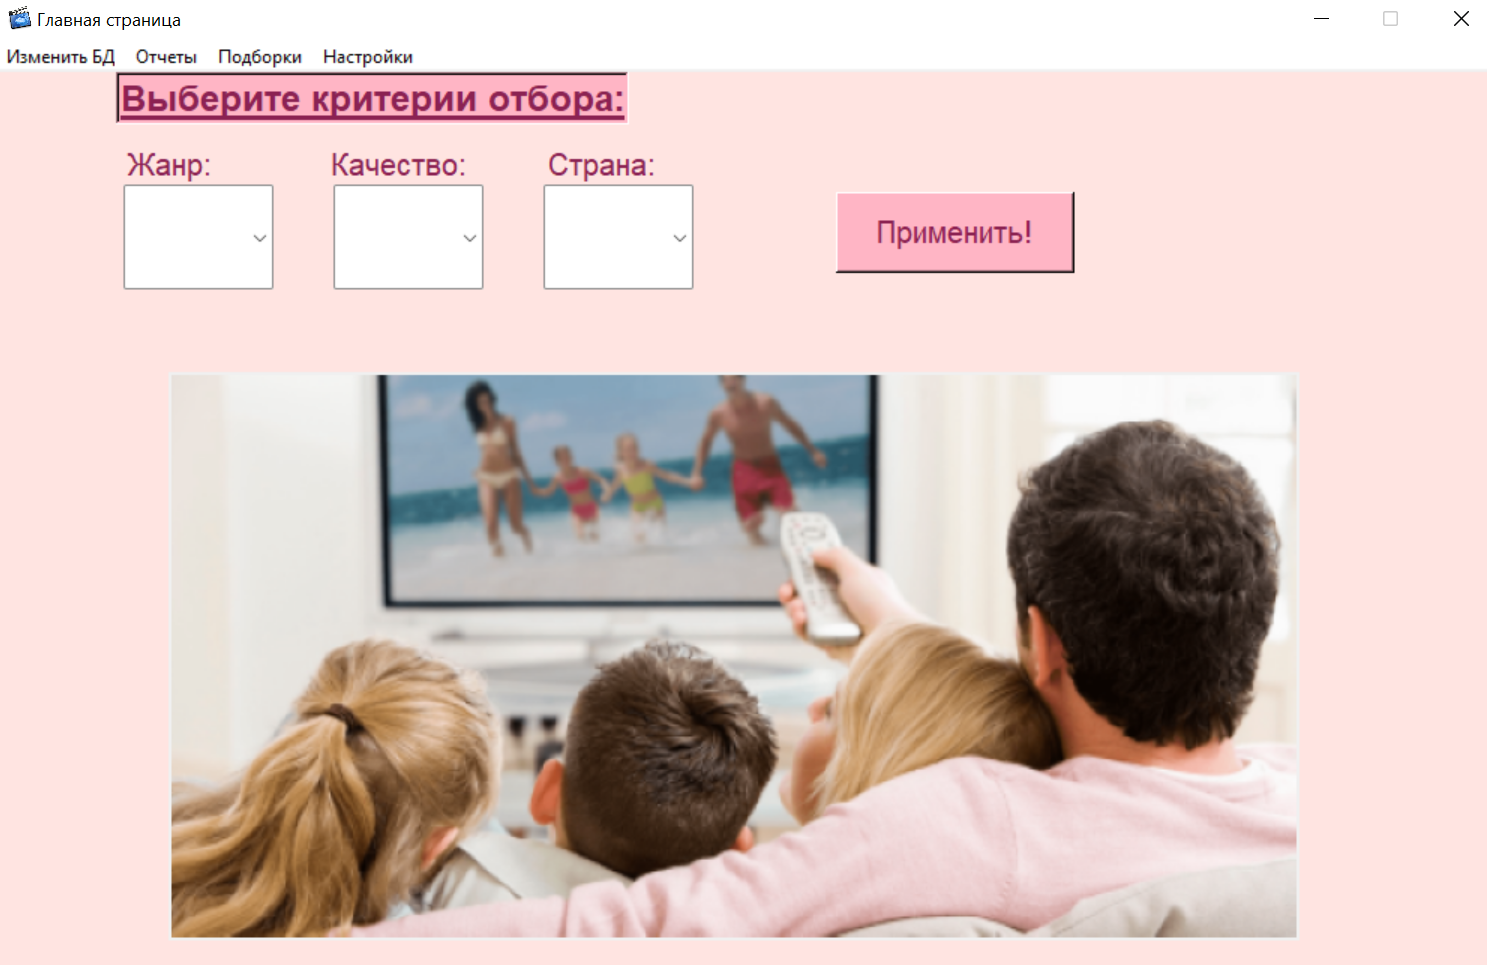 Главная страница
Изменить БД Отчеты Подборки Настройки
Выберите критерии отбора:
Жанр: Качество: Страна:
Применить!